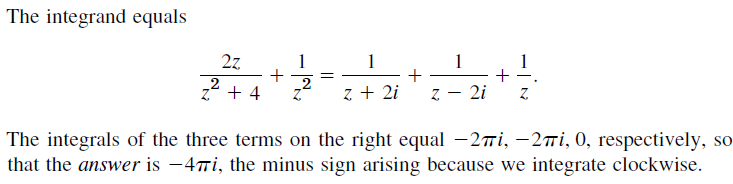 The integrand equals
2z/(z² + 4) + 1/z² = 1/(z + 2i) + 1/(z − 2i) + 1/z.
The integrals of the three terms on the right equal −2πi, −2πi, 0, respectively, so
that the answer is −4πi, the minus sign arising because we integrate clockwise.